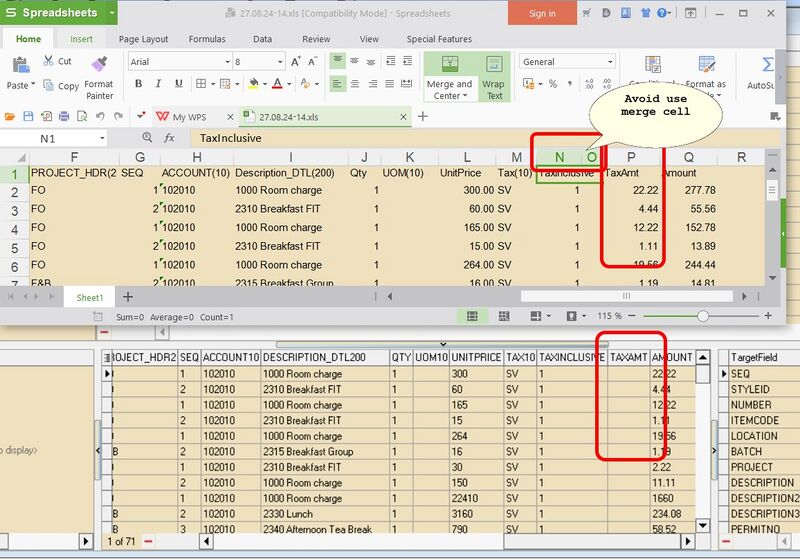 Spreadsheets 27.08.24-14.xls [Compatibility Mode] - Spreadsheets Sign in
Home Insert Page Layout Formulas Data Review View Special Features
Paste Cut Copy Format Painter Arial 8 Merge and Center Wrap Text General Format as AutoSu
B I U
Avoid use
merge cell
My WPS 27.08.24-14.xls
N1 fx TaxInclusive
F G H I J K L M N O P Q R
1 PROJECT_HDR(2 SEQ ACCOUNT(10) Description_DTL(200) Qty UOM(10) UnitPrice Tax(10) TaxInclusive TaxAmt Amount
2 FO 1 102010 1000 Room charge 1 300.00 SV 1 22.22 277.78
3 FO 2 102010 2310 Breakfast FIT 1 60.00 SV 1 4.44 55.56
4 FO 1 102010 1000 Room charge 1 165.00 SV 1 12.22 152.78
5 FO 2 102010 2310 Breakfast FIT 1 15.00 SV 1 1.11 13.89
6 FO 1 102010 1000 Room charge 1 264.00 SV 1 19.56 244.44
7 F&B 2 102010 2315 Breakfast Group 1 16.00 SV 1 1.19 14.81
Sheet1
Sum=0 Average=0 Count=1 115 %
ROJECT_HDR2 SEQ ACCOUNT10 DESCRIPTION_DTL200 QTY UOM10 UNITPRICE TAX10 TAXINCLUSIVE TAXAMT AMOUNT TargetField
1 102010 1000 Room charge 1 300 SV 1 22.22 SEQ
2 102010 2310 Breakfast FIT 1 60 SV 1 4.44 STYLEID
1 102010 1000 Room charge 1 165 SV 1 12.22 NUMBER
2 102010 2310 Breakfast FIT 1 15 SV 1 1.11 ITEMCODE
1 102010 1000 Room charge 1 264 SV 1 19.56 LOCATION
display> B 2 102010 2315 Breakfast Group 1 16 SV 1 1.19 BATCH
1 102010 2310 Breakfast FIT 1 30 SV 1 2.22 PROJECT
2 102010 1000 Room charge 1 150 SV 1 11.11 DESCRIPTION
1 102010 1000 Room charge 1 22410 SV 1 1660 DESCRIPTION2
B 2 102010 2330 Lunch 1 3160 SV 1 234.08 DESCRIPTION3
B 3 102010 2340 Afternoon Tea Break 1 790 SV 1 58.52 PERMITNO
1 of 71